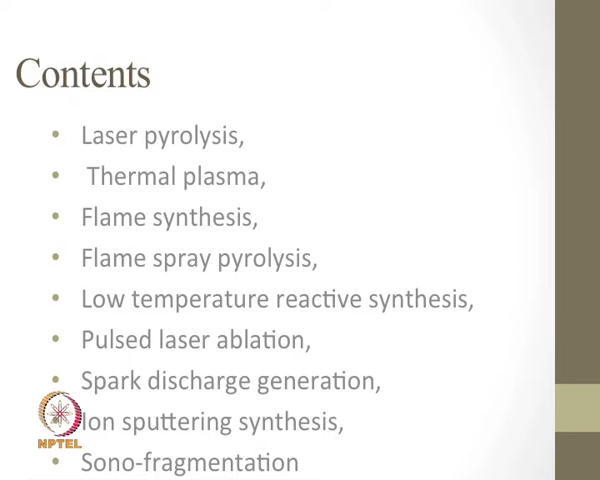 Contents
• Laser pyrolysis,
• Thermal plasma,
• Flame synthesis,
• Flame spray pyrolysis,
• Low temperature reactive synthesis,
• Pulsed laser ablation,
• Spark discharge generation,
Ion sputtering synthesis,
NPTEL
• Sono-fragmentation